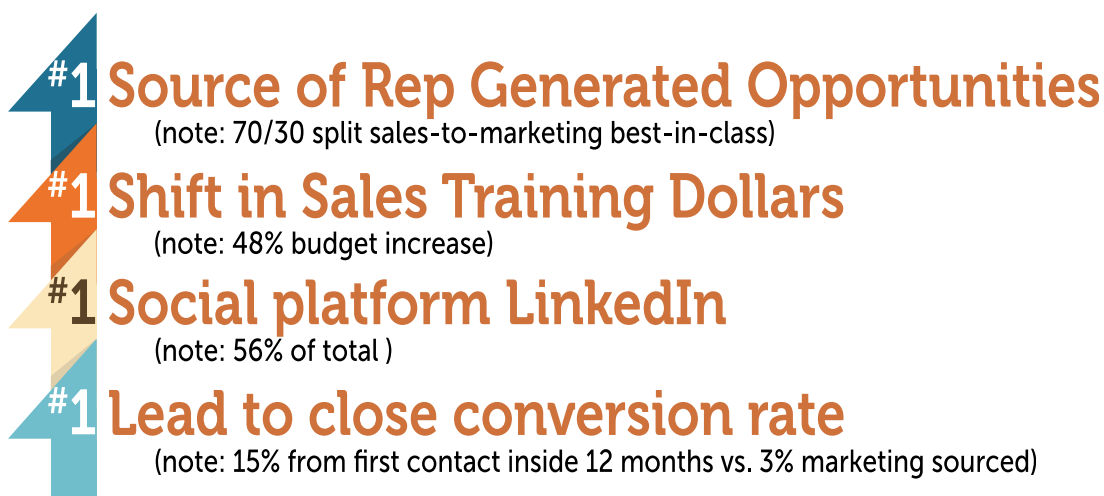 #1 Source of Rep Generated Opportunities
(note: 70/30 split sales-to-marketing best-in-class)
#1 Shift in Sales Training Dollars
(note: 48% budget increase)
#1 Social platform LinkedIn
(note: 56% of total )
#1 Lead to close conversion rate
(note: 15% from first contact inside 12 months vs. 3% marketing sourced)